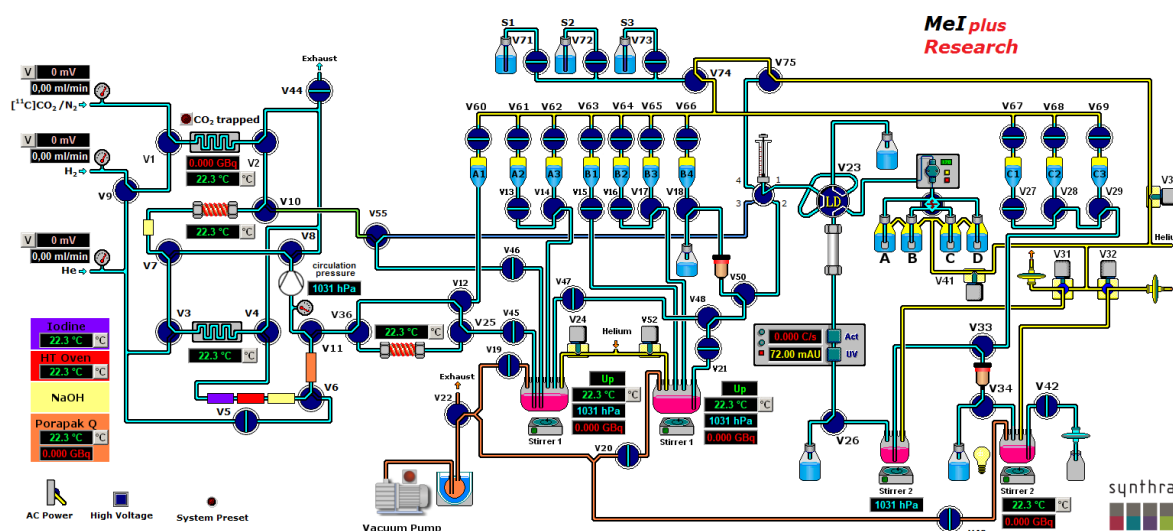 MeI plus
Research
S1
S2
S3
V71
V72
V73
V74
V75
Exhaust
V44
V 0 mV
0,00 ml/min
[¹¹C]CO₂/N₂
CO₂ trapped
V1
V2
0.000 GBq
22.3 °C °C
V 0 mV
0,00 ml/min
H₂
V9
V10
22.3 °C °C
V 0 mV
0,00 ml/min
He
V7
V8
V55
circulation
pressure
1031 hPa
V60
V61
V62
V63
V64
V65
V66
A1
A2
A3
B1
B2
B3
B4
V13
V14
V15
V16
V17
V18
4
1
3
2
V23
LD
A
B
C
D
V41
V67
V68
V69
C1
C2
C3
V27
V28
V29
V3
Helium
V31
V32
V46
V47
V50
V48
V12
V3
V4
22.3 °C °C
V36
V11
V25
22.3 °C °C
V45
V24
Helium
V52
V19
V21
0.000 C/s
72.00 mAU
Act
UV
V33
V34
V42
V26
Iodine
22.3 °C °C
HT Oven
22.3 °C °C
NaOH
Porapak Q
22.3 °C °C
0.000 GBq
V5
V6
Exhaust
V22
Up
22.3 °C °C
1031 hPa
0.000 GBq
Stirrer 1
Up
22.3 °C °C
1031 hPa
1031 hPa
0.000 GBq
Stirrer 1
V20
Stirrer 2
1031 hPa
Stirrer 2
22.3 °C °C
0.000 GBq
AC Power
High Voltage
System Preset
Vacuum Pump
synthra